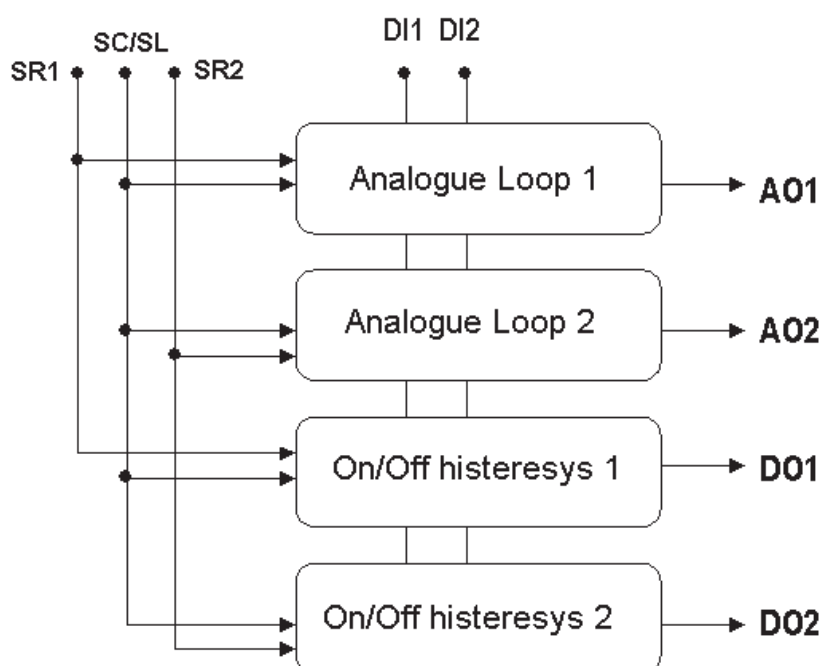 SC/SL
DI1 DI2
SR1
SR2
Analogue Loop 1
AO1
Analogue Loop 2
AO2
On/Off histeresys 1
DO1
On/Off histeresys 2
DO2